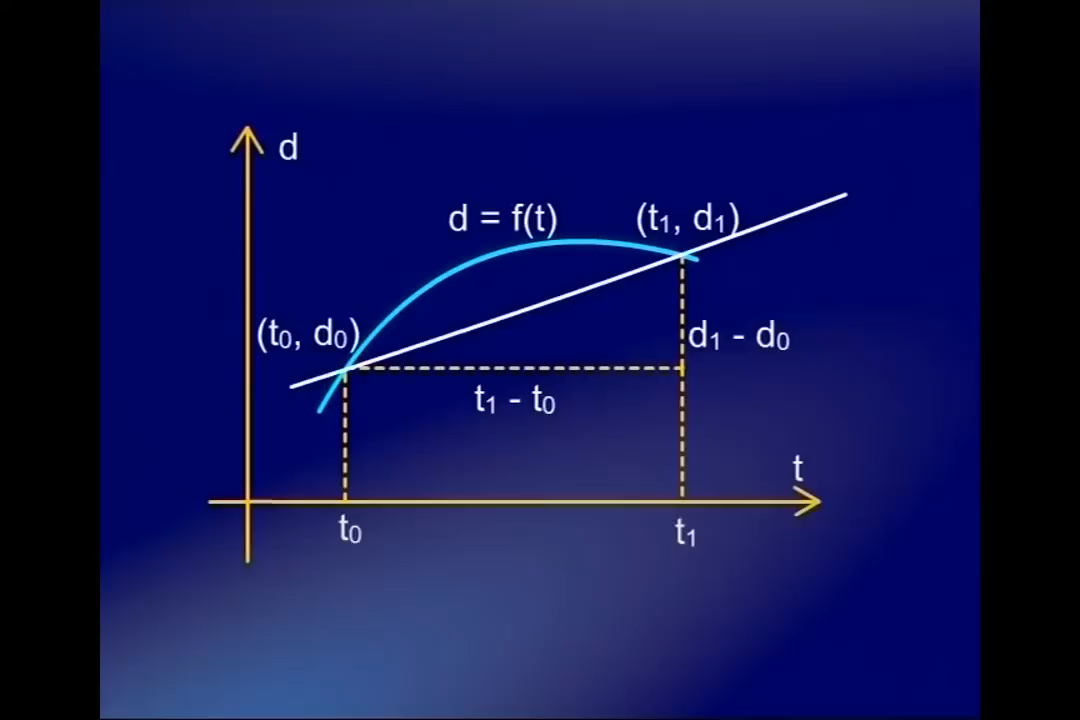 d
d = f(t)
(t₁, d₁)
(t₀, d₀)
d₁ - d₀
t₁ - t₀
t
t₀
t₁